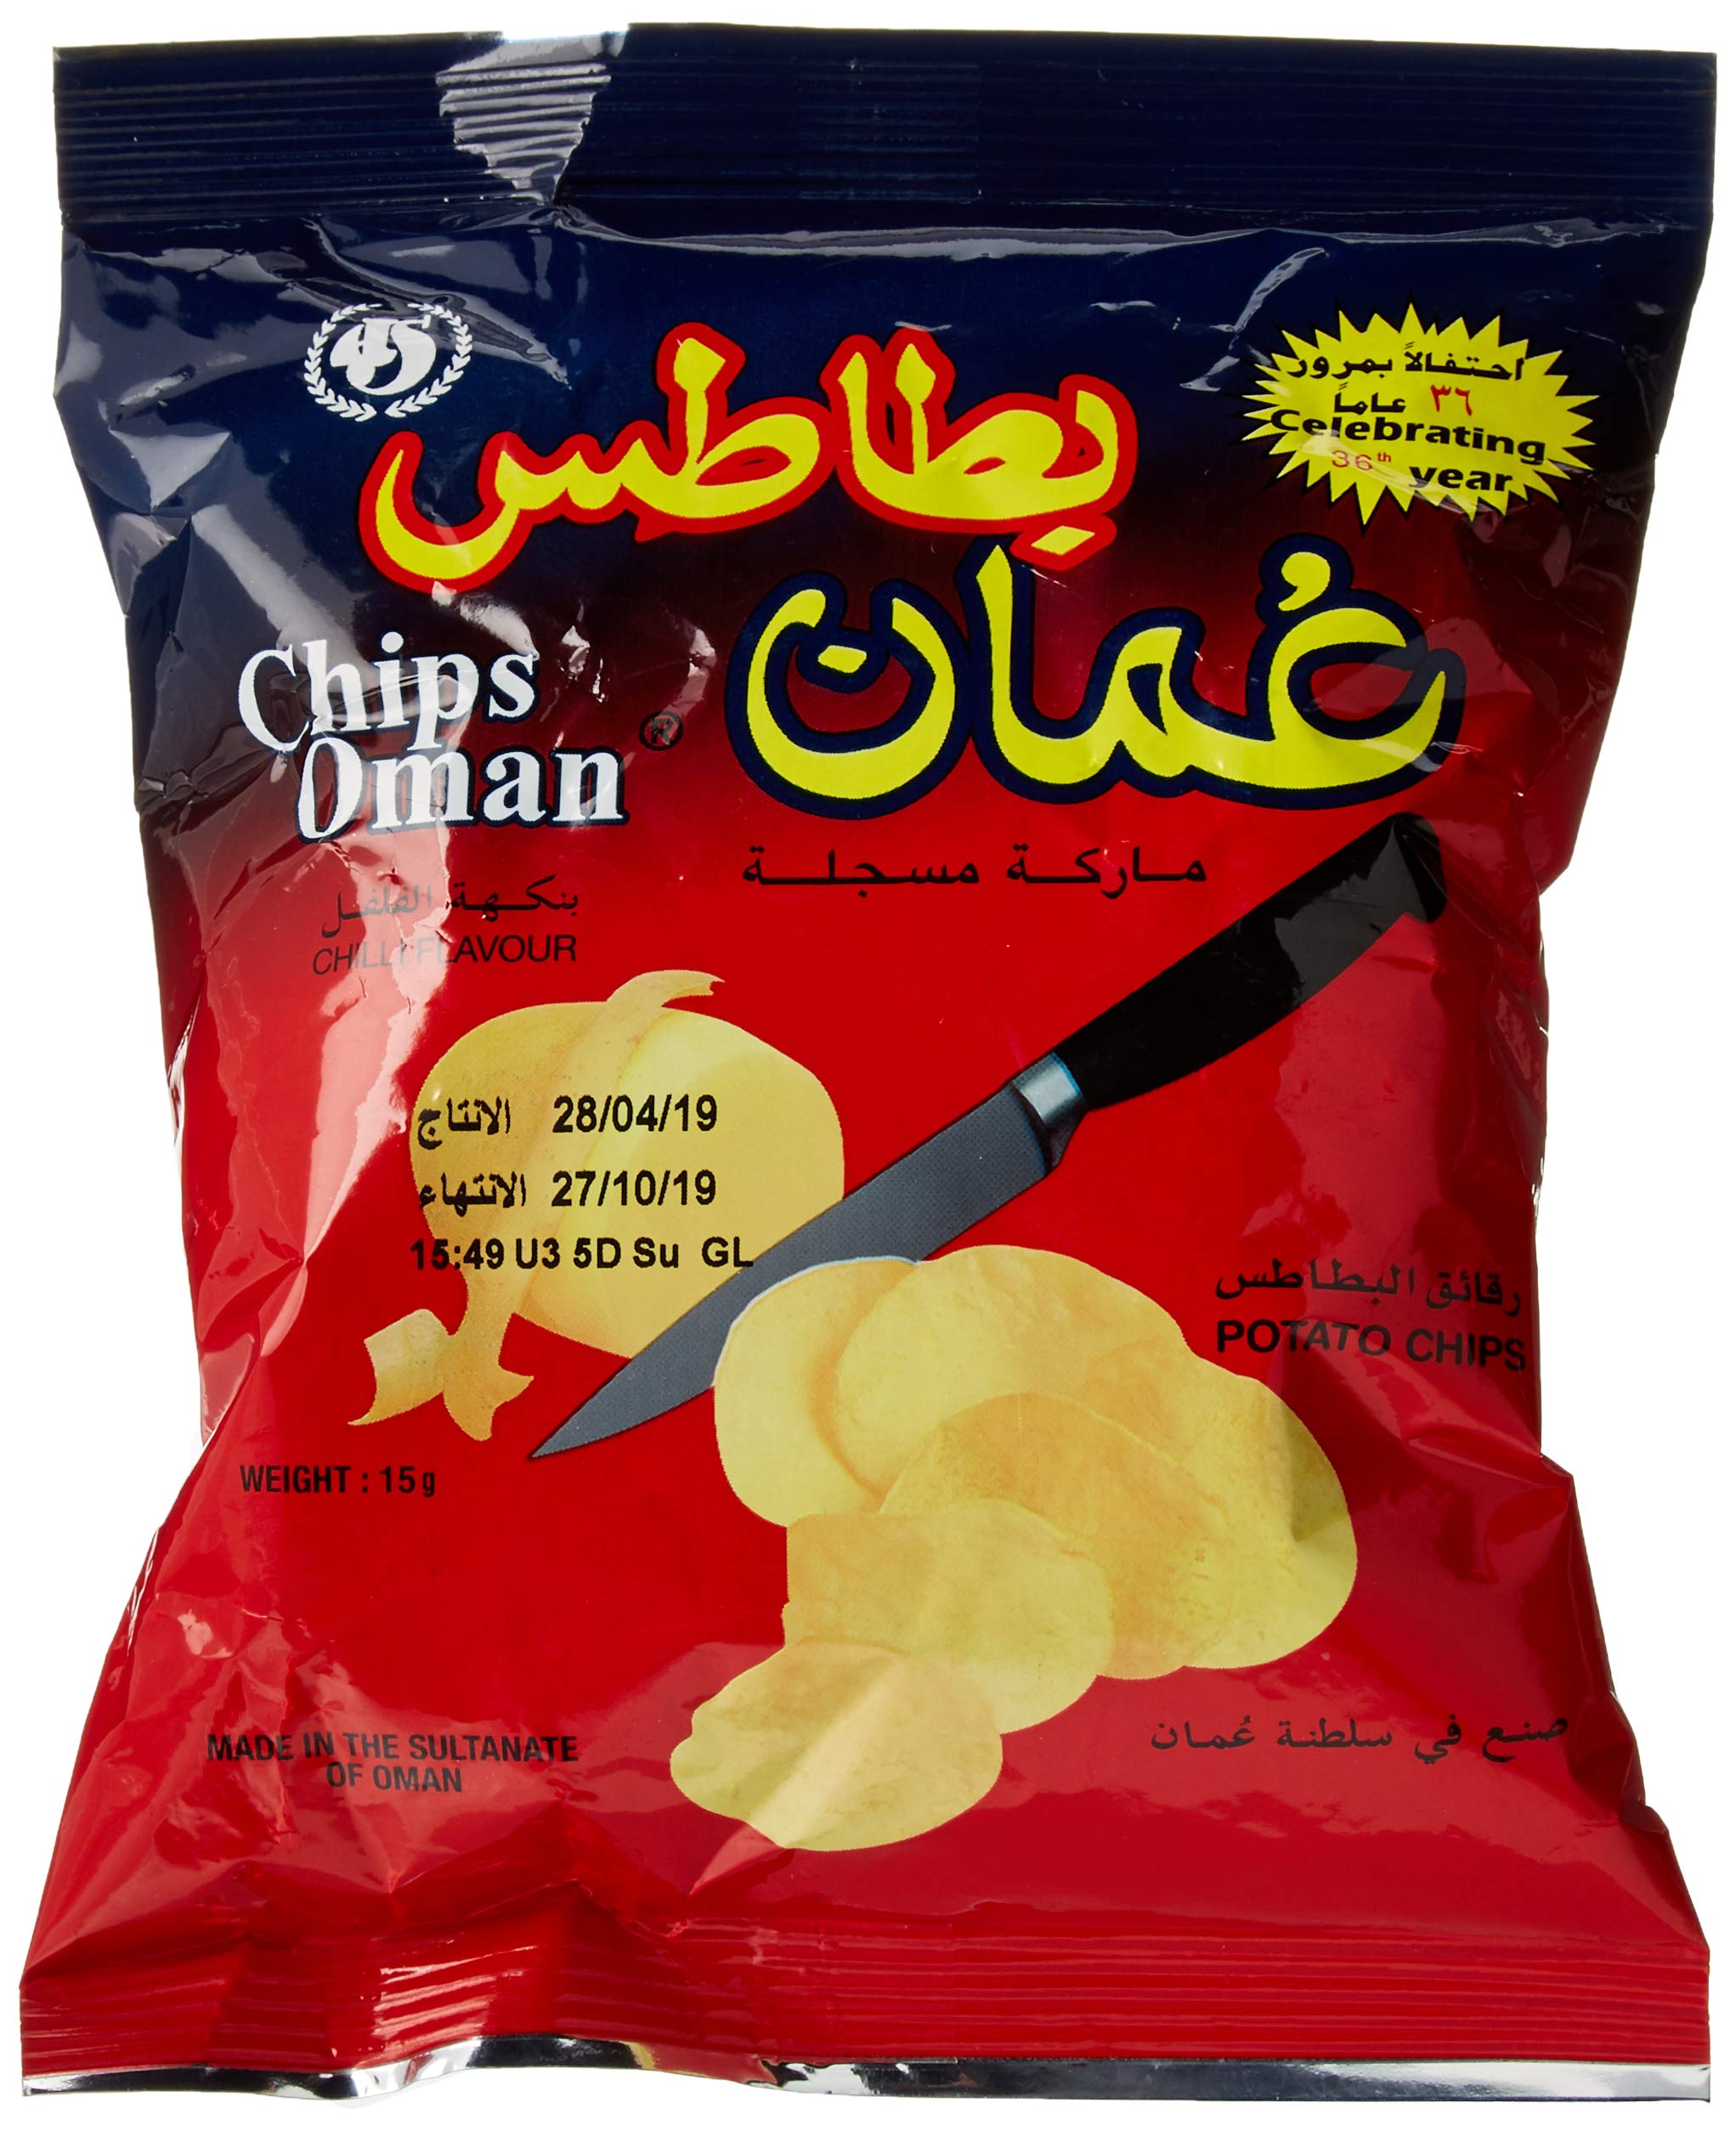 احتفالاً بمرور
٣٦ عاماً
Celebrating
36th year
بطاطس
عُمان
Chips
Oman ®
ماركة مسجلة
بنكهة الفلفل
CHILLI FLAVOUR
الانتاج 28/04/19
الانتهاء 27/10/19
15:49 U3 5D Su GL
رقائق البطاطس
POTATO CHIPS
WEIGHT : 15g
MADE IN THE SULTANATE
OF OMAN
صنع في سلطنة عُمان